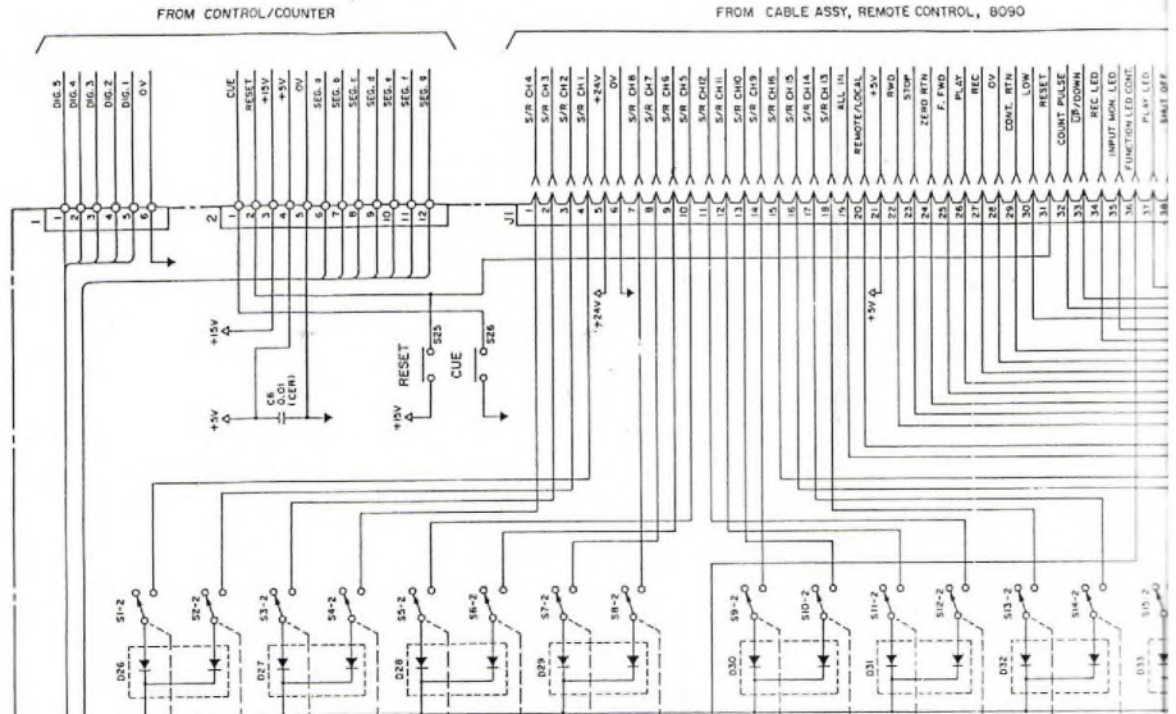 FROM CONTROL/COUNTER
FROM CABLE ASSY, REMOTE CONTROL, 8090
DIG. 5
DIG. 4
DIG. 3
DIG. 2
DIG. 1
0V
CUE
RESET
+15V
+5V
0V
SEG. a
SEG. b
SEG. c
SEG. d
SEG. e
SEG. f
SEG. g
S/R CH4
S/R CH3
S/R CH2
S/R CH1
+24V
0V
S/R CH8
S/R CH7
S/R CH6
S/R CH5
S/R CH12
S/R CH11
S/R CH10
S/R CH9
S/R CH16
S/R CH15
S/R CH14
S/R CH13
ALL IN
REMOTE/LOCAL
+5V
RWD
STOP
ZERO RTN
F. FWD
PLAY
REC
0V
CONT. RTN
LOW
RESET
COUNT PULSE
UP/DOWN
REC LED
INPUT MON. LED
FUNCTION LED CONT.
PLAY LED
SHUT OFF
1
1
2
3
4
5
6
2
1
2
3
4
5
6
7
8
9
10
11
12
J1
1
2
3
4
5
6
7
8
9
10
11
12
13
14
15
16
17
18
19
20
21
22
23
24
25
26
27
28
29
30
31
32
33
34
35
36
37
38
+15V
+5V
C6
0.01
(CER)
RESET
S25
+15V
CUE
S26
+24V
+5V
S1-2
S2-2
S3-2
S4-2
S5-2
S6-2
S7-2
S8-2
S9-2
S10-2
S11-2
S12-2
S13-2
S14-2
S15-2
D26
D27
D28
D29
D30
D31
D32
D33